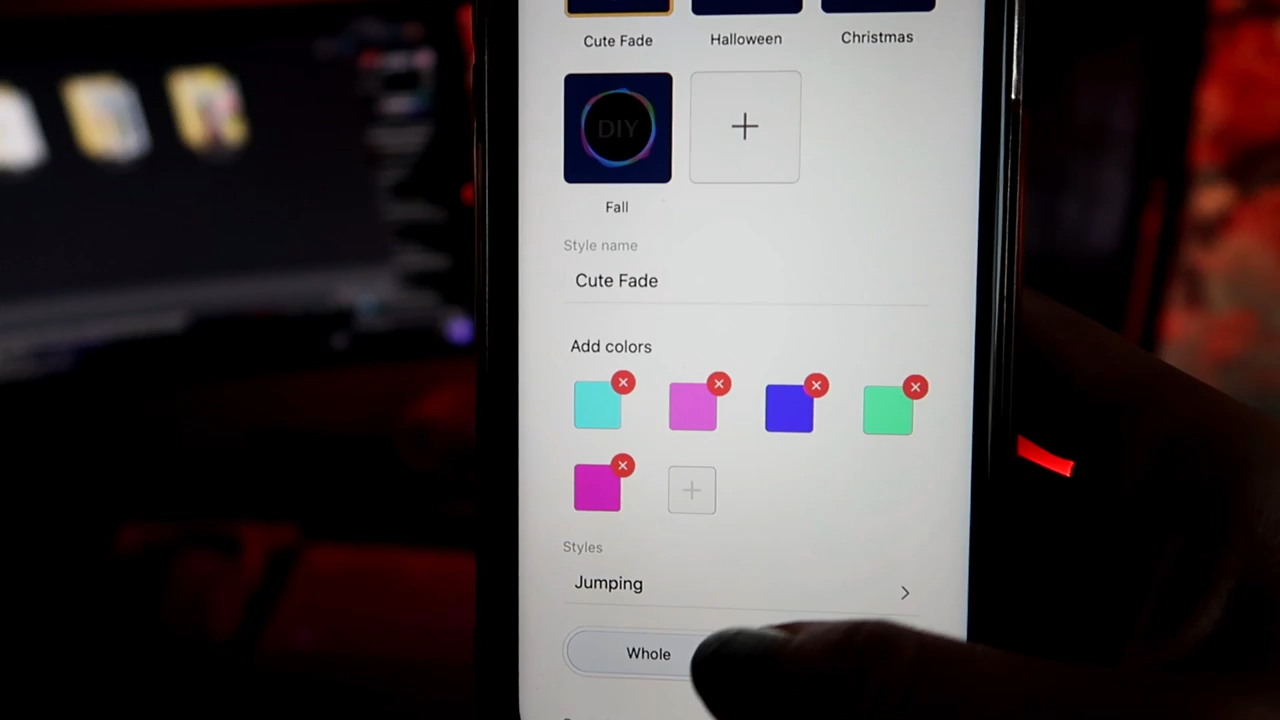 Cute Fade
Halloween
Christmas
DIY
Fall
Style name
Cute Fade
Add colors
Styles
Jumping
Whole